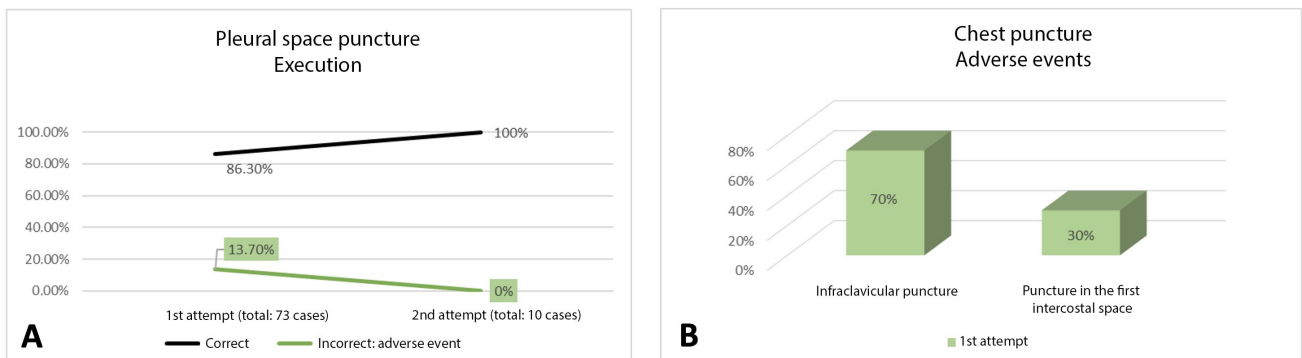 Pleural space puncture
Execution
100.00%
80.00%
60.00%
40.00%
20.00%
0.00%
86.30%
100%
13.70%
0%
1st attempt (total: 73 cases)
2nd attempt (total: 10 cases)
Correct
Incorrect: adverse event
A
Chest puncture
Adverse events
80%
60%
40%
20%
0%
70%
30%
Infraclavicular puncture
Puncture in the first
intercostal space
1st attempt
B